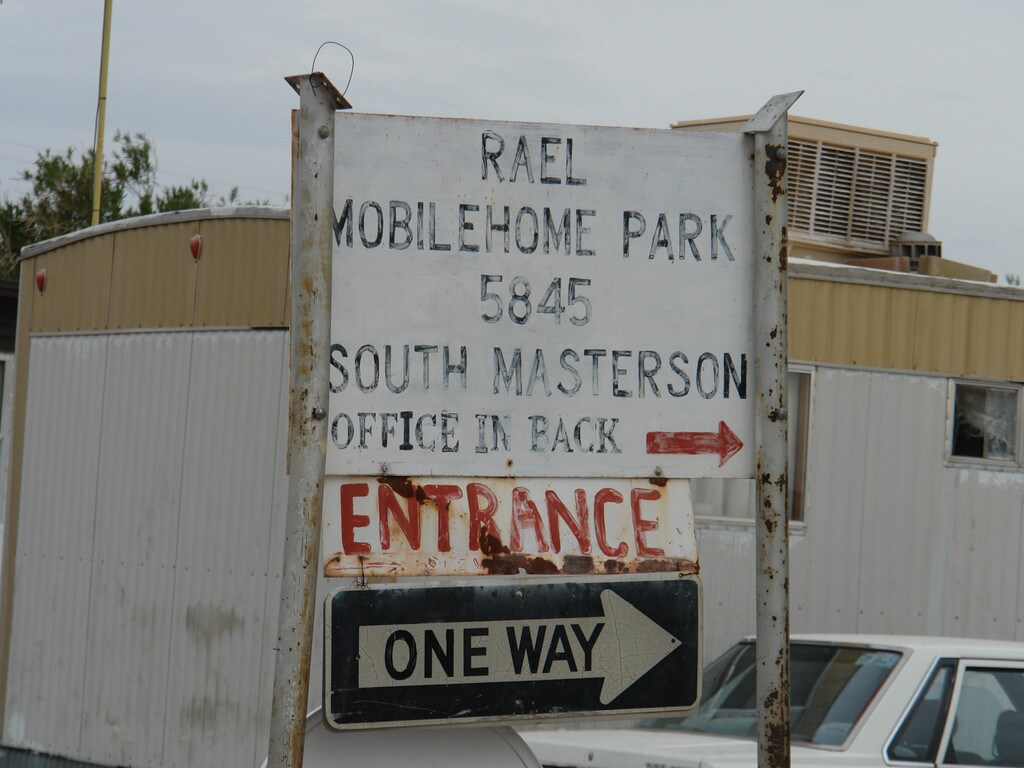 RAEL
MOBILEHOME PARK
5845
SOUTH MASTERSON
OFFICE IN BACK
ENTRANCE
ONE WAY